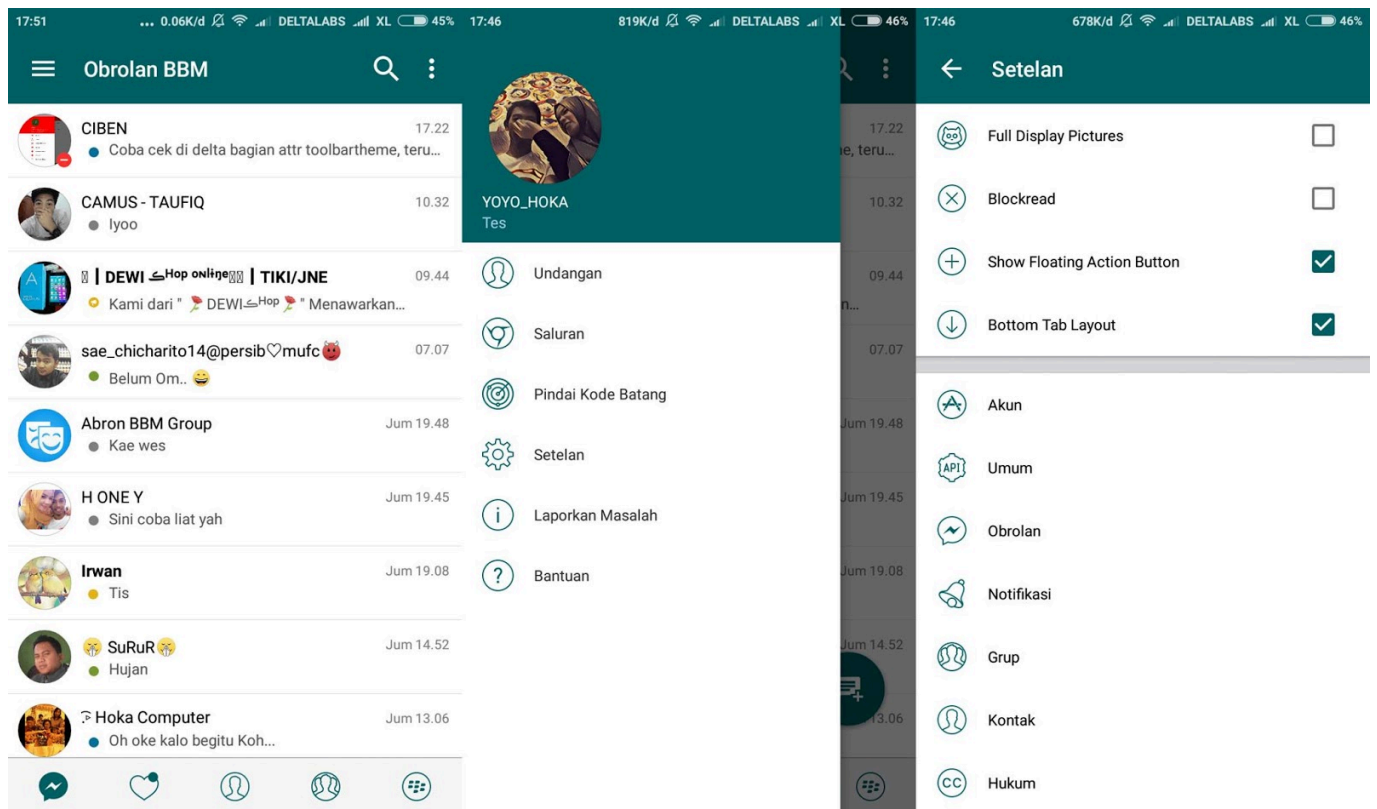 17:51 ... 0.06K/d DELTALABS XL 45%
Obrolan BBM
CIBEN 17.22
Coba cek di delta bagian attr toolbartheme, teru...
CAMUS - TAUFIQ 10.32
Iyoo
| DEWI ڪHop onlineـ | TIKI/JNE 09.44
Kami dari " 🌹 DEWIڪHop 🌹 " Menawarkan...
sae_chicharito14@persib♡mufc😈 07.07
Belum Om.. 😄
Abron BBM Group Jum 19.48
Kae wes
H ONE Y Jum 19.45
Sini coba liat yah
Irwan Jum 19.08
Tis
SuRuR Jum 14.52
Hujan
Hoka Computer Jum 13.06
Oh oke kalo begitu Koh...
17:46 819K/d DELTALABS XL 46%
YOYO_HOKA
Tes
Undangan
Saluran
Pindai Kode Batang
Setelan
i Laporkan Masalah
? Bantuan
17.22
ne, teru...
10.32
09.44
n...
07.07
Jum 19.48
Jum 19.45
Jum 19.08
Jum 14.52
13.06
17:46 678K/d DELTALABS XL 46%
Setelan
Full Display Pictures
Blockread
Show Floating Action Button
Bottom Tab Layout
Akun
API Umum
Obrolan
Notifikasi
Grup
Kontak
CC Hukum